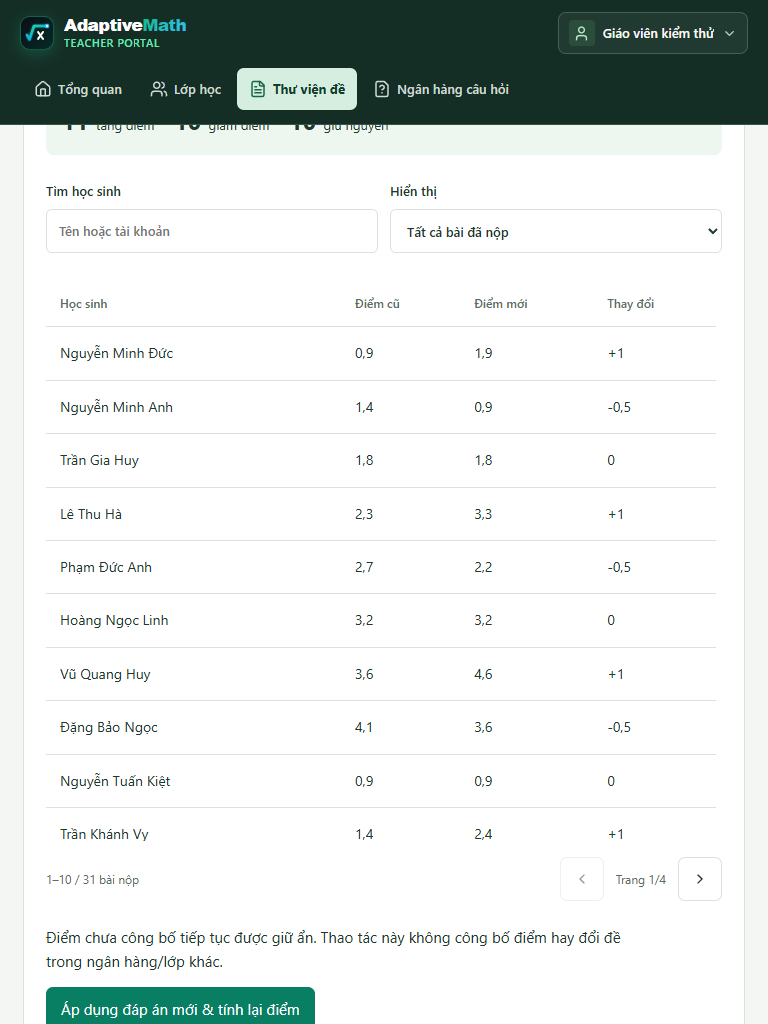 AdaptiveMath
TEACHER PORTAL
Giáo viên kiểm thử
Tổng quan
Lớp học
Thư viện đề
Ngân hàng câu hỏi
tăng điểm giảm điểm giữ nguyên
Tìm học sinh
Hiển thị
Tên hoặc tài khoản
Tất cả bài đã nộp
Học sinh Điểm cũ Điểm mới Thay đổi
Nguyễn Minh Đức 0,9 1,9 +1
Nguyễn Minh Anh 1,4 0,9 -0,5
Trần Gia Huy 1,8 1,8 0
Lê Thu Hà 2,3 3,3 +1
Phạm Đức Anh 2,7 2,2 -0,5
Hoàng Ngọc Linh 3,2 3,2 0
Vũ Quang Huy 3,6 4,6 +1
Đặng Bảo Ngọc 4,1 3,6 -0,5
Nguyễn Tuấn Kiệt 0,9 0,9 0
Trần Khánh Vy 1,4 2,4 +1
1–10 / 31 bài nộp
Trang 1/4
Điểm chưa công bố tiếp tục được giữ ẩn. Thao tác này không công bố điểm hay đổi đề
trong ngân hàng/lớp khác.
Áp dụng đáp án mới & tính lại điểm